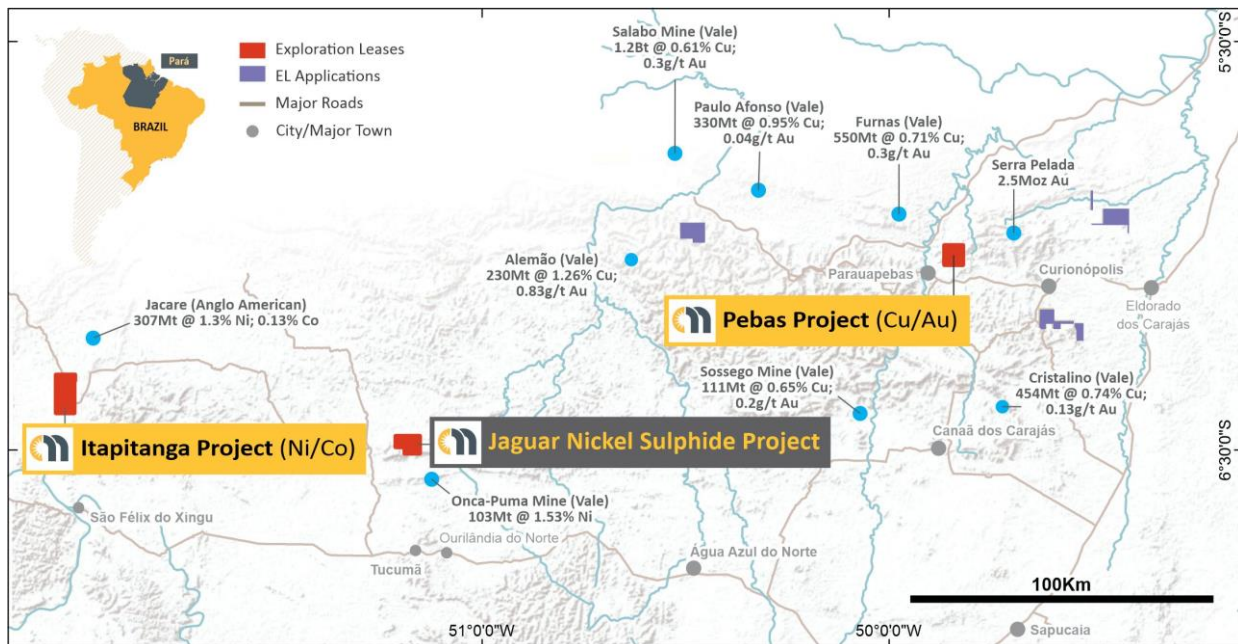 Pará
BRAZIL
Exploration Leases
EL Applications
Major Roads
City/Major Town
Salabo Mine (Vale)
1.2Bt @ 0.61% Cu;
0.3g/t Au
Paulo Afonso (Vale)
330Mt @ 0.95% Cu;
0.04g/t Au
Furnas (Vale)
550Mt @ 0.71% Cu;
0.3g/t Au
Serra Pelada
2.5Moz Au
5°30'0"S
Alemão (Vale)
230Mt @ 1.26% Cu;
0.83g/t Au
Parauapebas
Curionópolis
Eldorado
dos Carajás
Jacare (Anglo American)
307Mt @ 1.3% Ni; 0.13% Co
Pebas Project (Cu/Au)
Sossego Mine (Vale)
111Mt @ 0.65% Cu;
0.2g/t Au
Cristalino (Vale)
454Mt @ 0.74% Cu;
0.13g/t Au
Itapitanga Project (Ni/Co)
Jaguar Nickel Sulphide Project
Canaã dos Carajás
6°30'0"S
Onca-Puma Mine (Vale)
103Mt @ 1.53% Ni
São Félix do Xingu
Ourilândia do Norte
Tucumã
Água Azul do Norte
100Km
51°0'0"W
50°0'0"W
Sapucaia